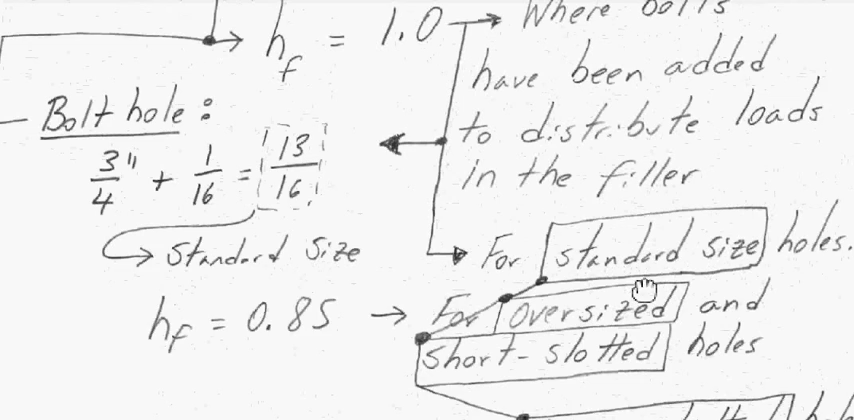 h_f = 1.0 → Where bolts
have been added
to distribute loads
in the filler
Bolt hole:
3/4" + 1/16 = 13/16
→ Standard Size
→ For standard size holes.
h_f = 0.85 → For oversized and
short-slotted holes